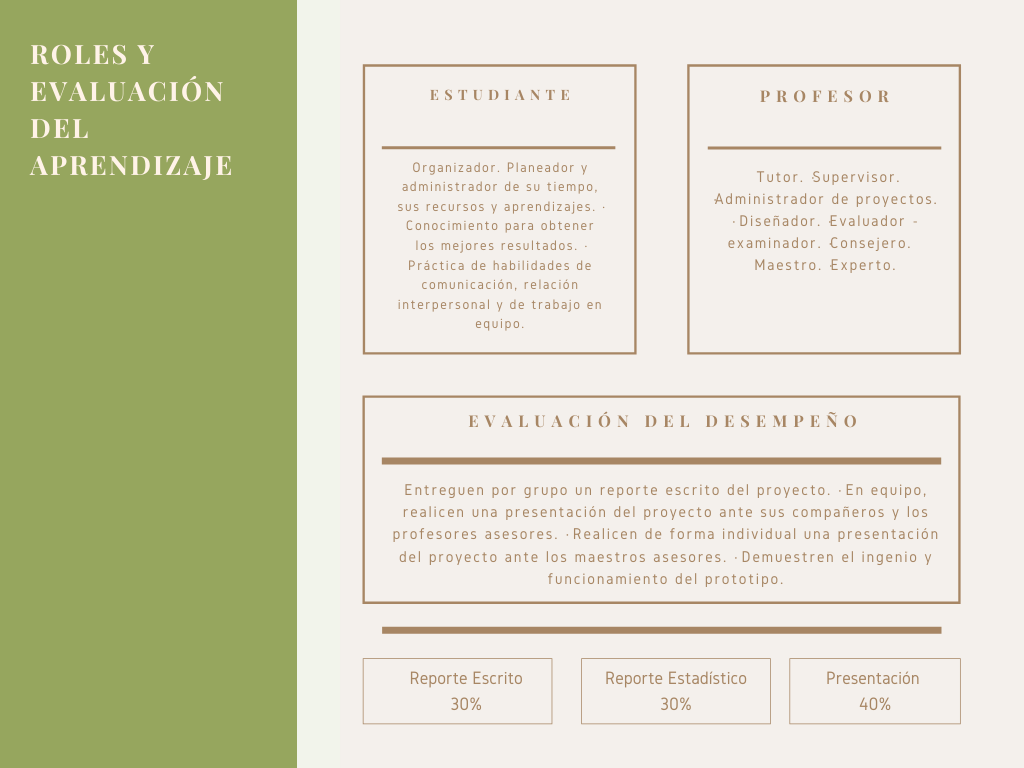 ROLES Y
EVALUACIÓN
DEL
APRENDIZAJE
ESTUDIANTE
Organizador. Planeador y
administrador de su tiempo,
sus recursos y aprendizajes. ·
Conocimiento para obtener
los mejores resultados. ·
Práctica de habilidades de
comunicación, relación
interpersonal y de trabajo en
equipo.
PROFESOR
Tutor. ·Supervisor.
·Administrador de proyectos.
·Diseñador. ·Evaluador -
examinador. ·Consejero.
Maestro. ·Experto.
EVALUACIÓN DEL DESEMPEÑO
Entreguen por grupo un reporte escrito del proyecto. ·En equipo,
realicen una presentación del proyecto ante sus compañeros y los
profesores asesores. ·Realicen de forma individual una presentación
del proyecto ante los maestros asesores. ·Demuestren el ingenio y
funcionamiento del prototipo.
Reporte Escrito
30%
Reporte Estadístico
30%
Presentación
40%